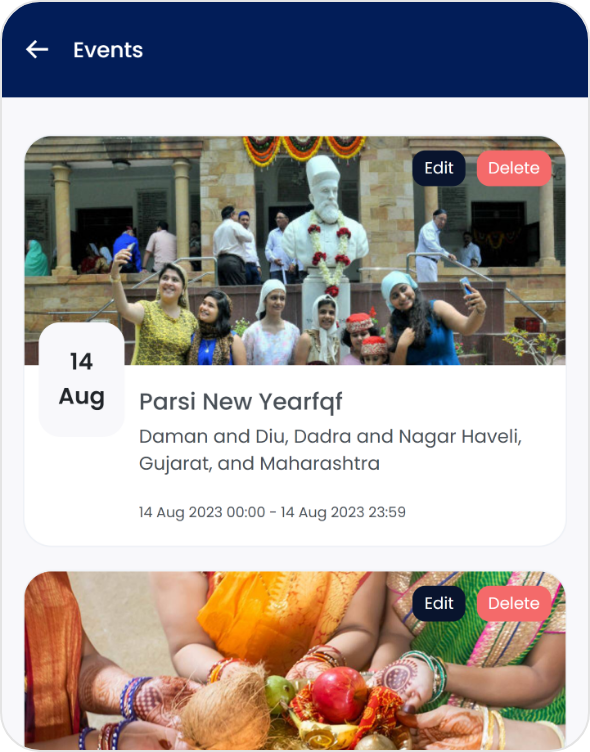 Events
Edit
Delete
14
Aug
Parsi New Yearfqf
Daman and Diu, Dadra and Nagar Haveli,
Gujarat, and Maharashtra
14 Aug 2023 00:00 - 14 Aug 2023 23:59
Edit
Delete